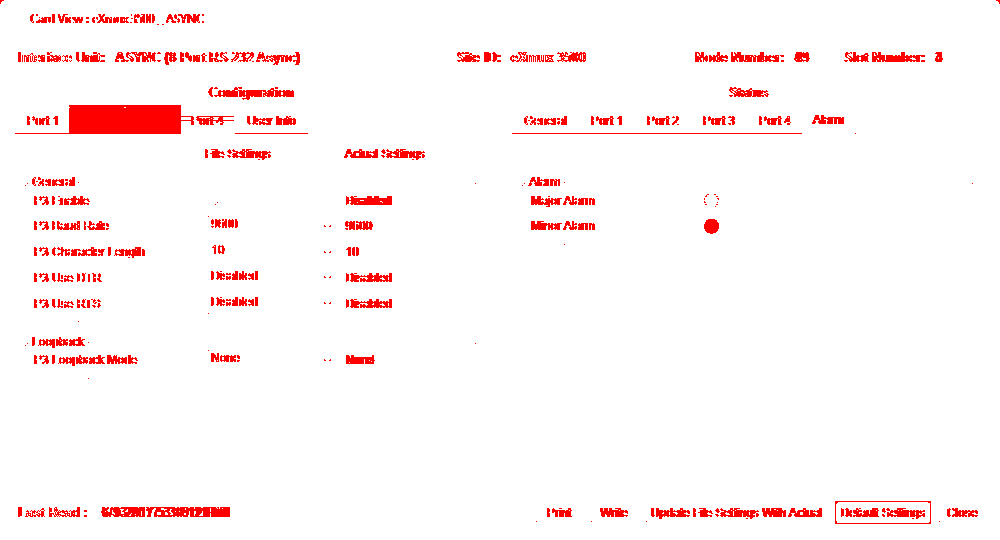 Card View : eXmux3500_ASYNC
Interface Unit: ASYNC (8 Port RS-232 Async) Site ID: eXmux 3500 Node Number: 89 Slot Number: 8
Configuration Status
Port 1 Port 4 User Info General Port 1 Port 2 Port 3 Port 4 Alarm
File Settings Actual Settings
General Alarm
P3 Enable Disabled Major Alarm
P3 Baud Rate 9600 9600 Minor Alarm
P3 Character Length 10 10
P3 Use DTR Disabled Disabled
P3 Use RTS Disabled Disabled
Loopback
P3 Loopback Mode None None
Last Read : Print Write Update File Settings With Actual Default Settings Close